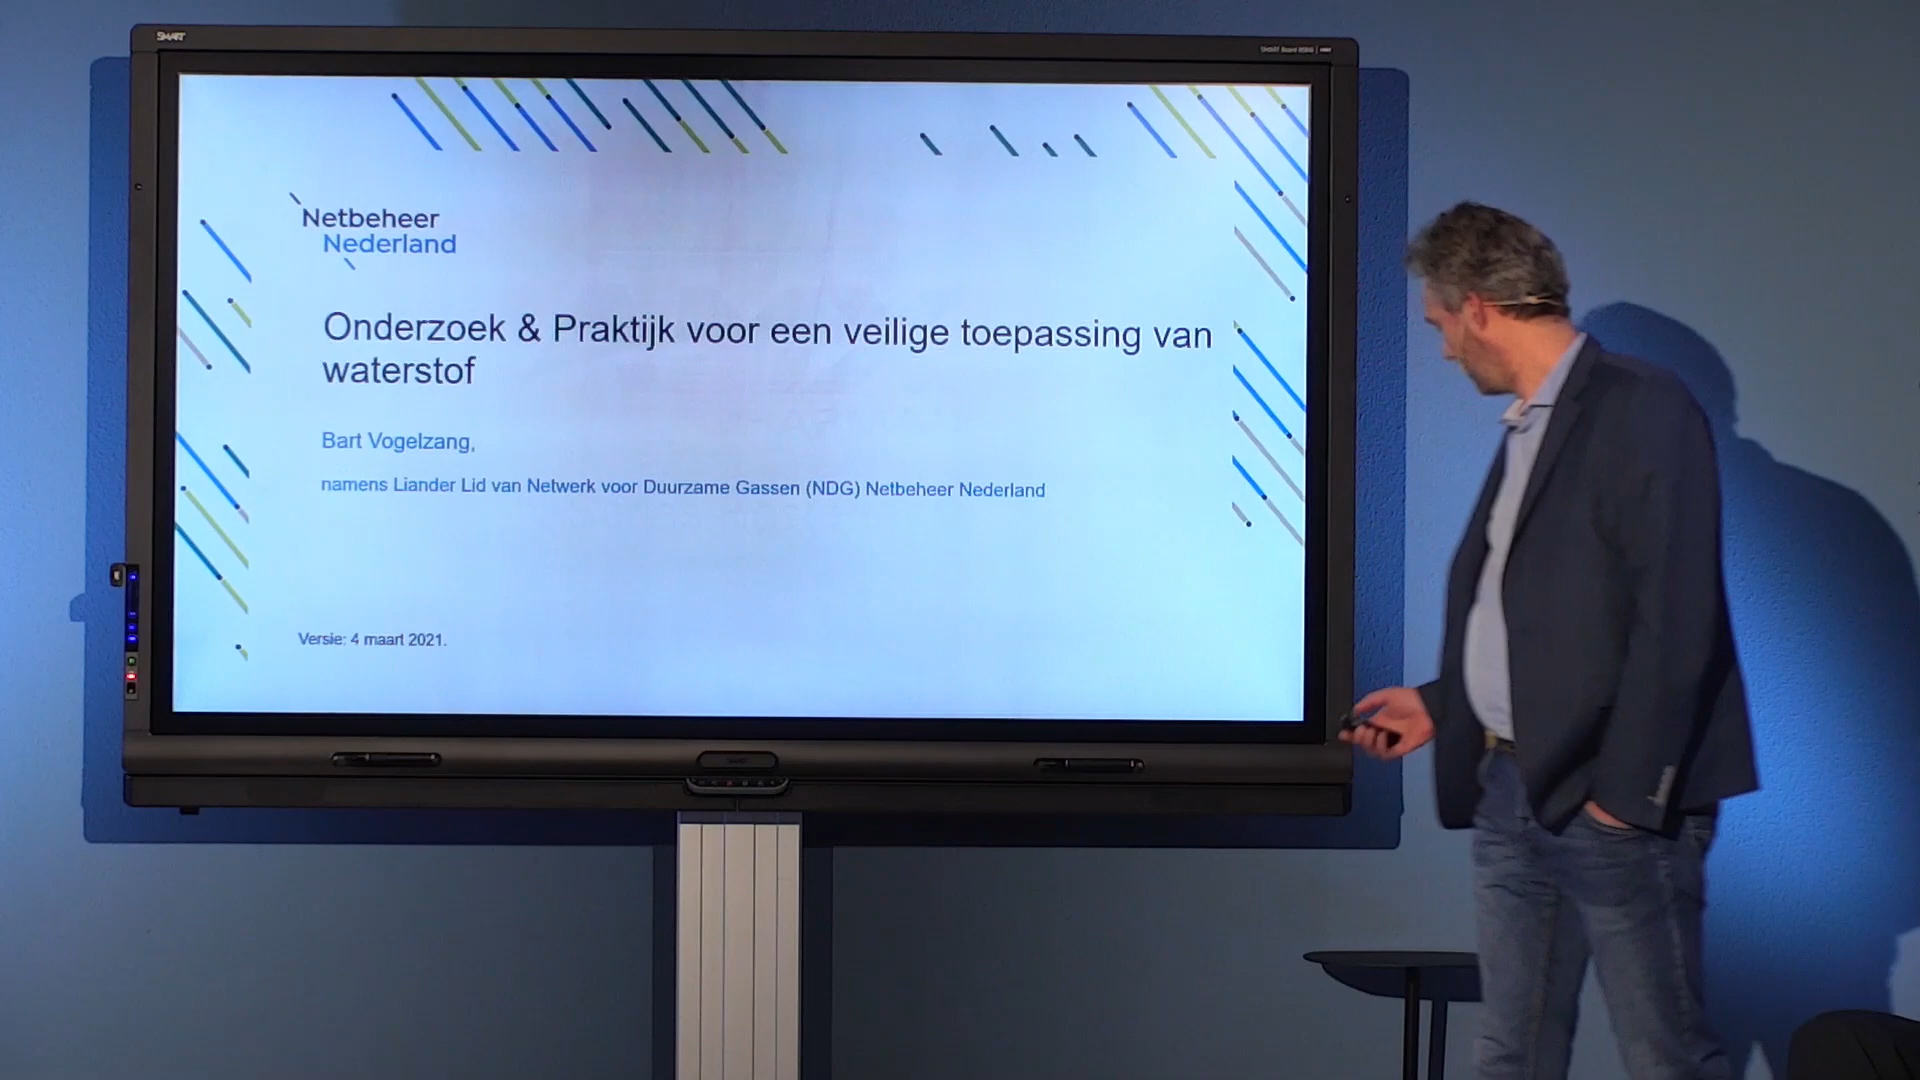 SMART
Netbeheer
Nederland
Onderzoek & Praktijk voor een veilige toepassing van
waterstof
Bart Vogelzang,
namens Liander Lid van Netwerk voor Duurzame Gassen (NDG) Netbeheer Nederland
Versie: 4 maart 2021.